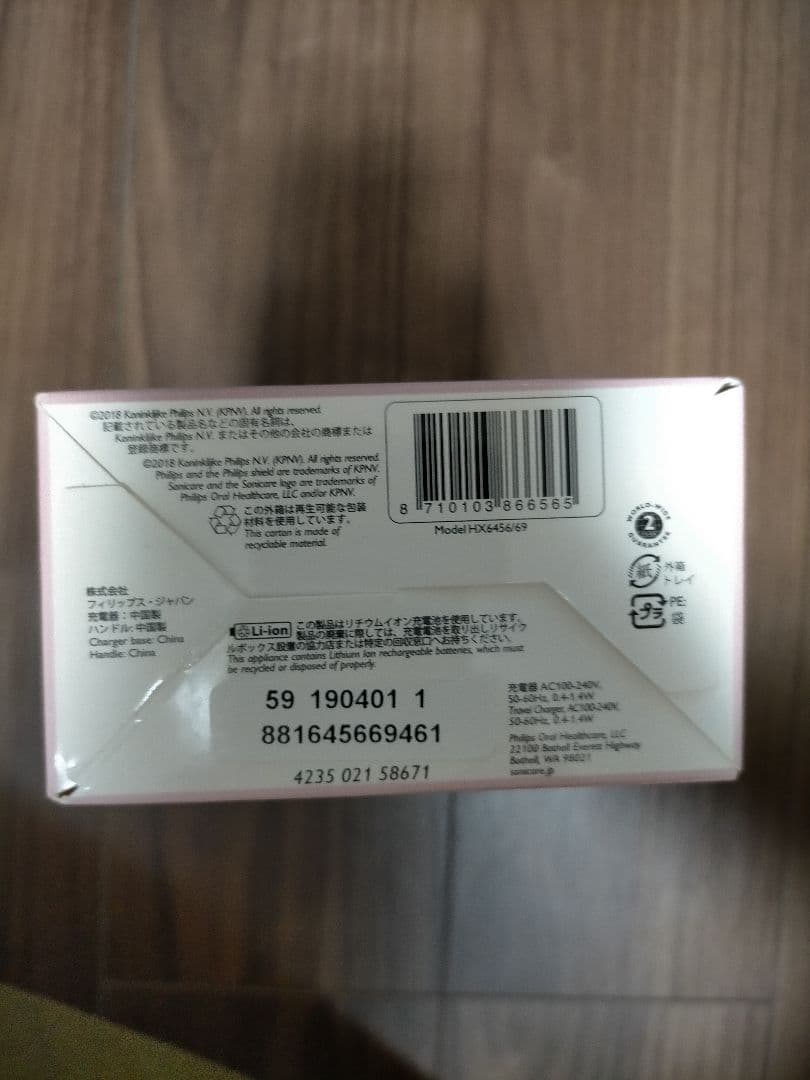 ©2018 Koninklijke Philips N.V. (KPNV). All rights reserved.
記載されている製品名などの固有名詞は、
Koninklijke Philips N.V. またはその他の会社の商標または
登録商標です。
©2018 Koninklijke Philips N.V. (KPNV). All rights reserved.
Philips and the Philips shield are trademarks of KPNV.
Sonicare and the Sonicare logo are trademarks of
Philips Oral Healthcare, LLC and/or KPNV.
この外箱は再生可能な包装
材料を使用しています。
This carton is made of
recyclable material.
8 710103 866565
Model HX6456/69
WORLD-WIDE
2
GUARANTEE
紙 外箱
トレイ
プラ PE:
袋
株式会社
フィリップス・ジャパン
充電器：中国製
ハンドル: 中国製
Charger base: China
Handle: China
Li-ion この製品はリチウムイオン充電池を使用しています。
製品の廃棄に際しては、充電電池を取り出しリサイク
ルボックス設置の協力店または特定の回収窓口へお持ちください。
This appliance contains Lithium Ion rechargeable batteries, which must
be recycled or disposed of properly.
59 190401 1
881645669461
4235 021 58671
充電器 AC100-240V,
50-60Hz, 0.4-1.4W
Travel Charger, AC100-240V,
50-60Hz, 0.4-1.4W
Philips Oral Healthcare, LLC
22100 Bothell Everett Highway
Bothell, WA 98021
sonicare.jp